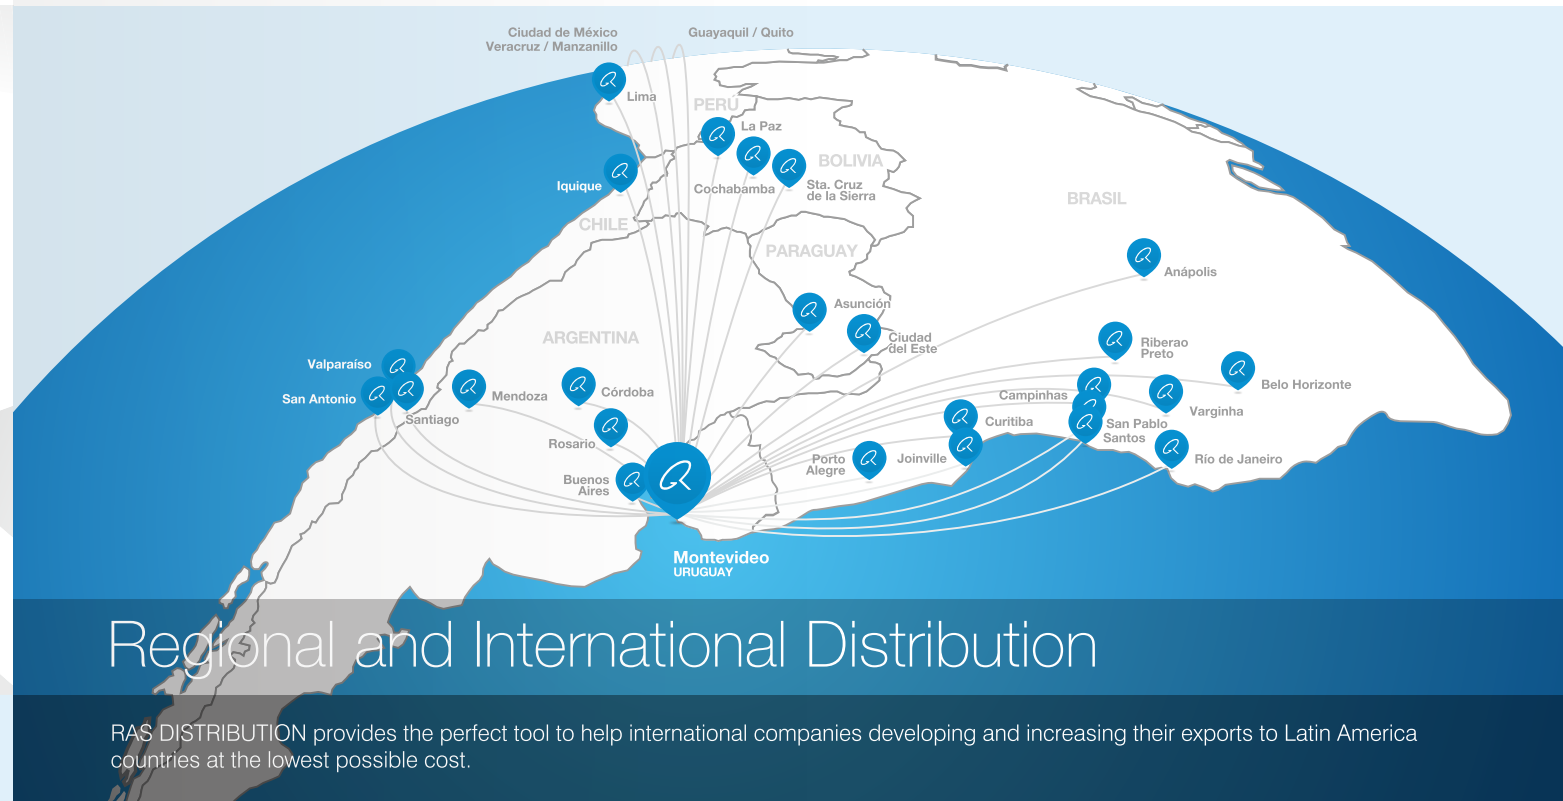 Ciudad de México
Veracruz / Manzanillo
Guayaquil / Quito
Lima
PERÚ
La Paz
BOLIVIA
Iquique
Cochabamba
Sta. Cruz
de la Sierra
BRASIL
CHILE
PARAGUAY
Anápolis
Asunción
ARGENTINA
Ciudad
del Este
Riberao
Preto
Valparaíso
San Antonio
Santiago
Mendoza
Córdoba
Belo Horizonte
Campinhas
Varginha
Curitiba
San Pablo
Santos
Rosario
Porto
Alegre
Joinville
Río de Janeiro
Buenos
Aires
Montevideo
URUGUAY
Regional and International Distribution
RAS DISTRIBUTION provides the perfect tool to help international companies developing and increasing their exports to Latin America
countries at the lowest possible cost.